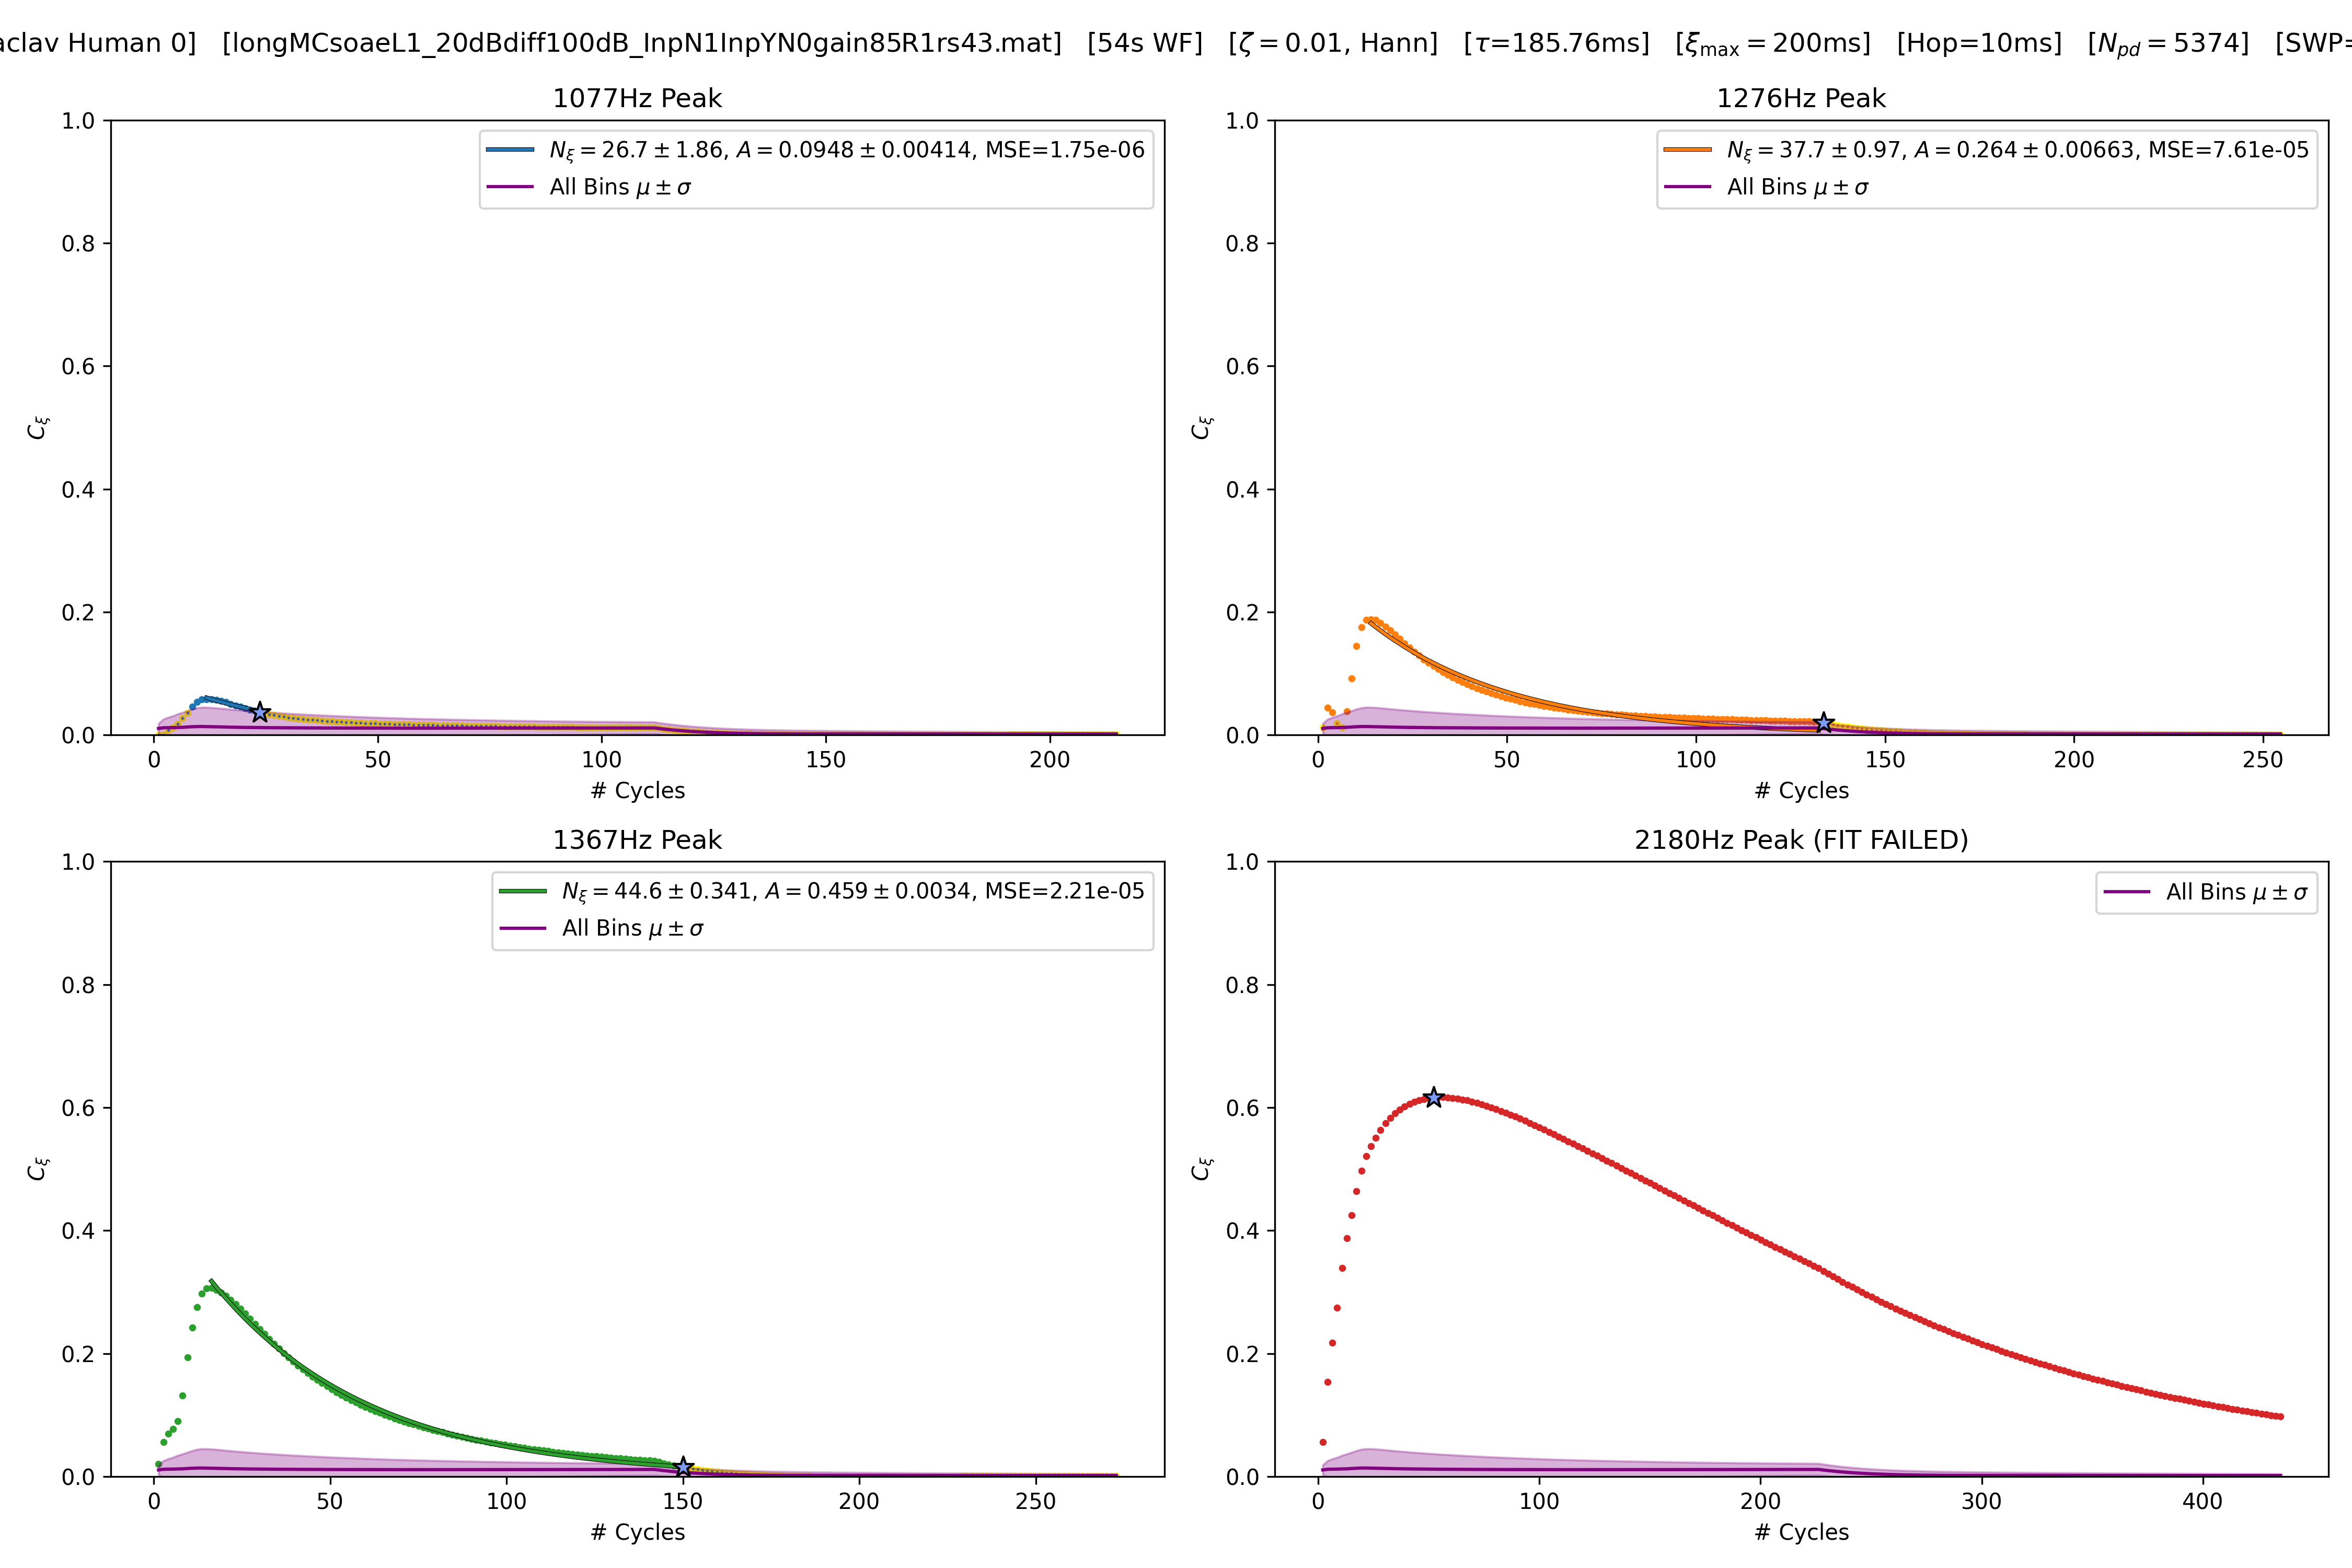 aclav Human 0] [longMCsoaeL1_20dBdiff100dB_InpN1InpYN0gain85R1rs43.mat] [54s WF] [ζ = 0.01, Hann] [τ=185.76ms] [ξmax = 200ms] [Hop=10ms] [Npd = 5374] [SWP=
1077Hz Peak
1.0
0.8
0.6
0.4
0.2
0.0
Cξ
Nξ = 26.7 ± 1.86, A = 0.0948 ± 0.00414, MSE=1.75e-06
All Bins μ ± σ
0 50 100 150 200
# Cycles
1276Hz Peak
1.0
0.8
0.6
0.4
0.2
0.0
Cξ
Nξ = 37.7 ± 0.97, A = 0.264 ± 0.00663, MSE=7.61e-05
All Bins μ ± σ
0 50 100 150 200 250
# Cycles
1367Hz Peak
1.0
0.8
0.6
0.4
0.2
0.0
Cξ
Nξ = 44.6 ± 0.341, A = 0.459 ± 0.0034, MSE=2.21e-05
All Bins μ ± σ
0 50 100 150 200 250
# Cycles
2180Hz Peak (FIT FAILED)
1.0
0.8
0.6
0.4
0.2
0.0
Cξ
All Bins μ ± σ
0 100 200 300 400
# Cycles